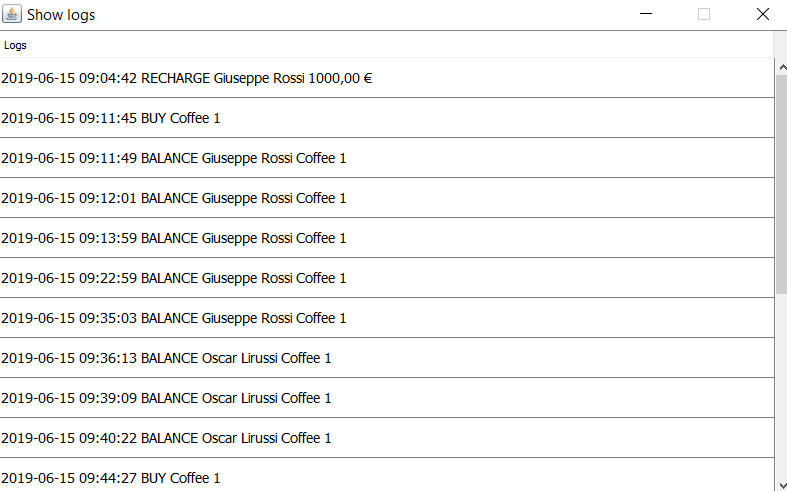 Show logs
Logs
2019-06-15 09:04:42 RECHARGE Giuseppe Rossi 1000,00 €
2019-06-15 09:11:45 BUY Coffee 1
2019-06-15 09:11:49 BALANCE Giuseppe Rossi Coffee 1
2019-06-15 09:12:01 BALANCE Giuseppe Rossi Coffee 1
2019-06-15 09:13:59 BALANCE Giuseppe Rossi Coffee 1
2019-06-15 09:22:59 BALANCE Giuseppe Rossi Coffee 1
2019-06-15 09:35:03 BALANCE Giuseppe Rossi Coffee 1
2019-06-15 09:36:13 BALANCE Oscar Lirussi Coffee 1
2019-06-15 09:39:09 BALANCE Oscar Lirussi Coffee 1
2019-06-15 09:40:22 BALANCE Oscar Lirussi Coffee 1
2019-06-15 09:44:27 BUY Coffee 1